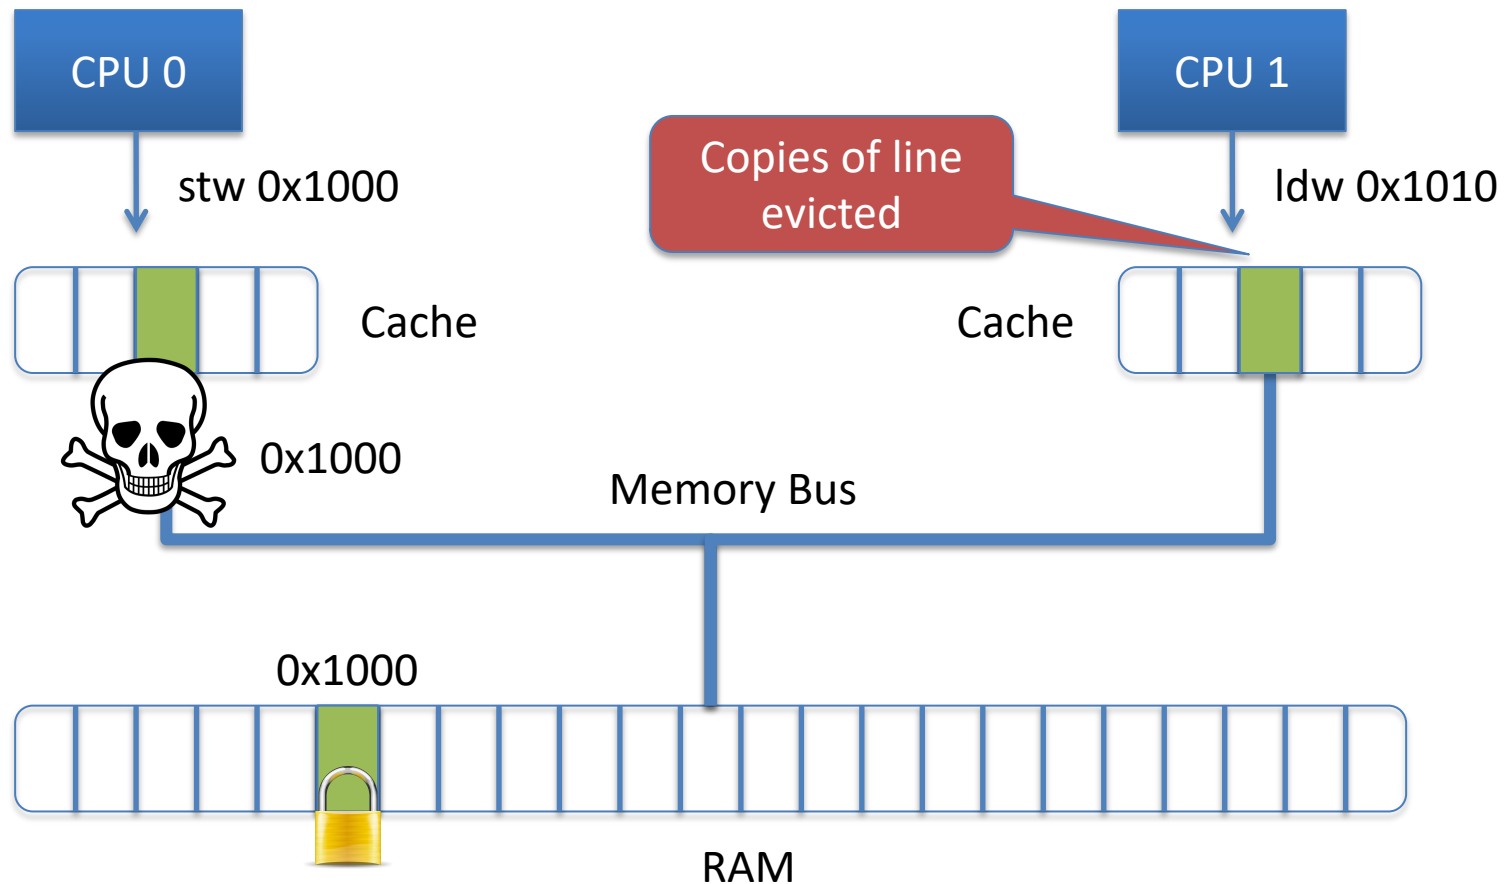 CPU 0
CPU 1
Copies of line
evicted
stw 0x1000
ldw 0x1010
Cache
Cache
0x1000
Memory Bus
0x1000
RAM